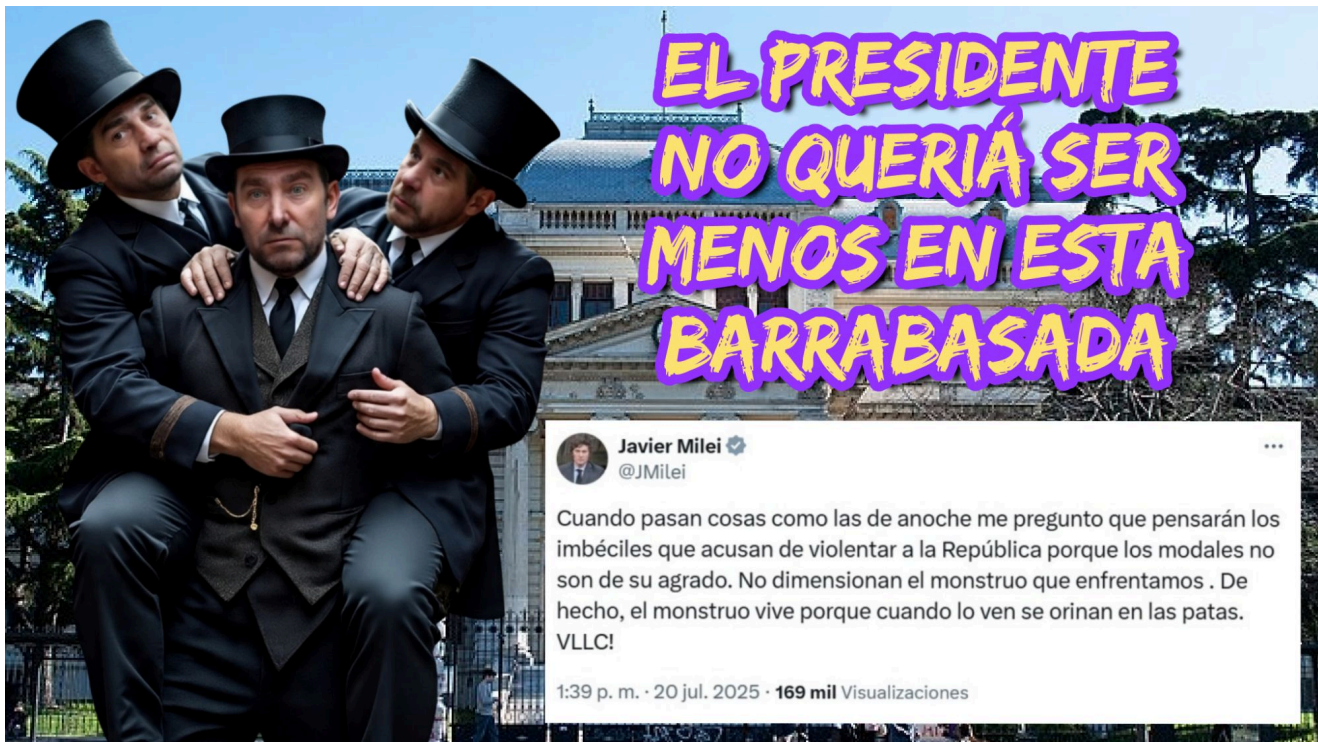 EL PRESIDENTE
NO QUERIÁ SER
MENOS EN ESTA
BARRABASADA
Javier Milei
@JMilei
Cuando pasan cosas como las de anoche me pregunto que pensarán los
imbéciles que acusan de violentar a la República porque los modales no
son de su agrado. No dimensionan el monstruo que enfrentamos . De
hecho, el monstruo vive porque cuando lo ven se orinan en las patas.
VLLC!
1:39 p. m. · 20 jul. 2025 · 169 mil Visualizaciones